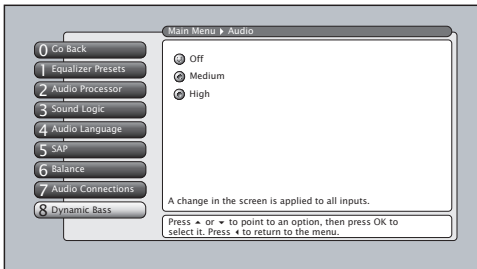 Main Menu ▸ Audio
0 Go Back
1 Equalizer Presets
2 Audio Processor
3 Sound Logic
4 Audio Language
5 SAP
6 Balance
7 Audio Connections
8 Dynamic Bass
Off
Medium
High
A change in the screen is applied to all inputs.
Press ▴ or ▾ to point to an option, then press OK to
select it. Press ◂ to return to the menu.